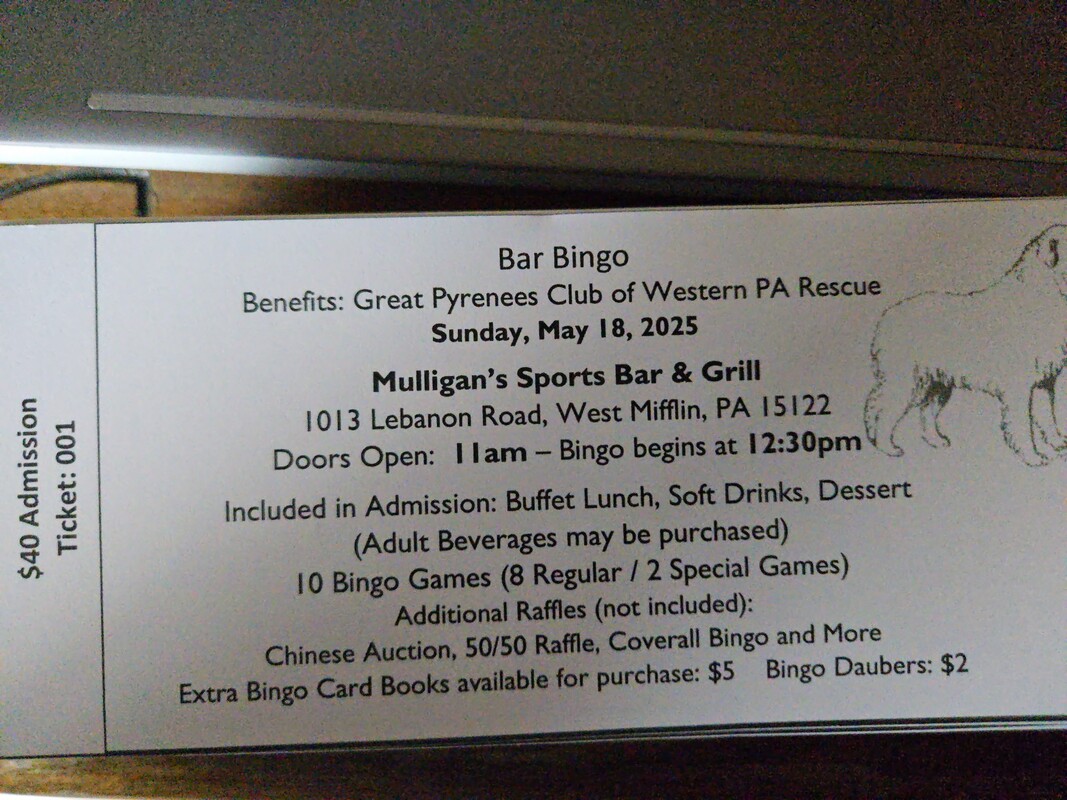 $40 Admission
Ticket: 001
Bar Bingo
Benefits: Great Pyrenees Club of Western PA Rescue
Sunday, May 18, 2025
Mulligan's Sports Bar & Grill
1013 Lebanon Road, West Mifflin, PA 15122
Doors Open: 11am – Bingo begins at 12:30pm
Included in Admission: Buffet Lunch, Soft Drinks, Dessert
(Adult Beverages may be purchased)
10 Bingo Games (8 Regular / 2 Special Games)
Additional Raffles (not included):
Chinese Auction, 50/50 Raffle, Coverall Bingo and More
Extra Bingo Card Books available for purchase: $5 Bingo Daubers: $2